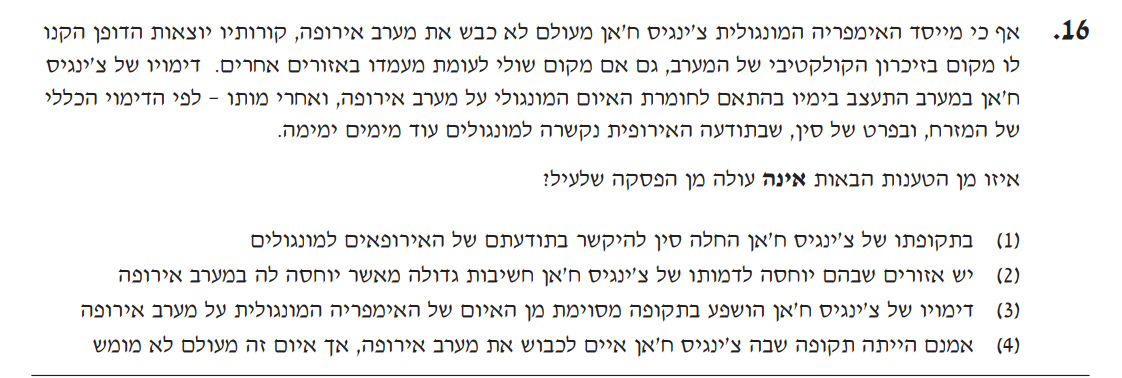 16. אף כי מייסד האימפריה המונגולית צ'ינגיס ח'אן מעולם לא כבש את מערב אירופה, קורותיו יוצאות הדופן הקנו
לו מקום בזיכרון הקולקטיבי של המערב, גם אם מקום שולי לעומת מעמדו באזורים אחרים. דימויו של צ'ינגיס
ח'אן במערב התעצב בימיו בהתאם לחומרת האיום המונגולי על מערב אירופה, ואחרי מותו – לפי הדימוי הכללי
של המזרח, ובפרט של סין, שבתודעה האירופית נקשרה למונגולים עוד מימים ימימה.
איזו מן הטענות הבאות אינה עולה מן הפסקה שלעיל?
(1) בתקופתו של צ'ינגיס ח'אן החלה סין להיקשר בתודעתם של האירופאים למונגולים
(2) יש אזורים שבהם יוחסה לדמותו של צ'ינגיס ח'אן חשיבות גדולה מאשר יוחסה לה במערב אירופה
(3) דימויו של צ'ינגיס ח'אן הושפע בתקופה מסוימת מן האיום של האימפריה המונגולית על מערב אירופה
(4) אמנם הייתה תקופה שבה צ'ינגיס ח'אן איים לכבוש את מערב אירופה, אך איום זה מעולם לא מומש